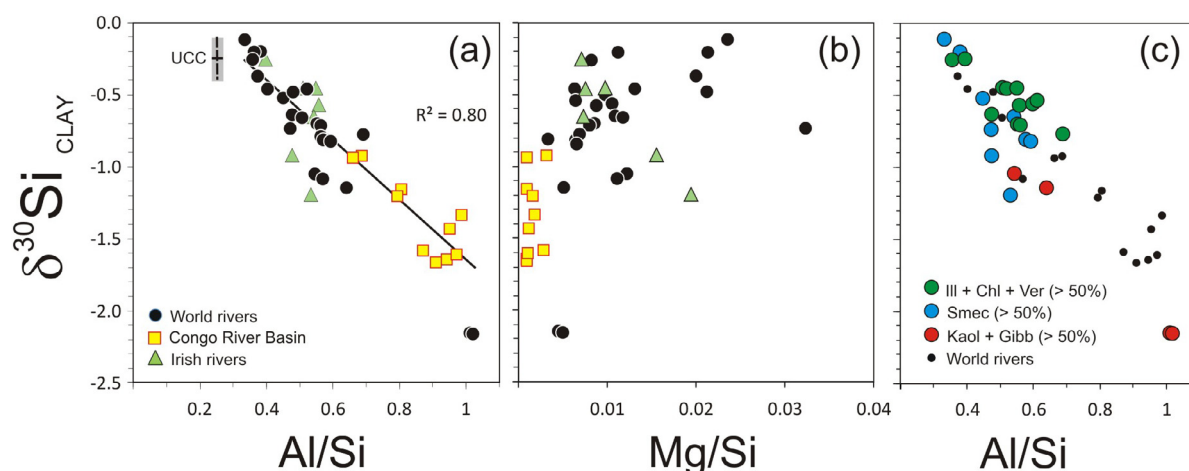 0.0
-0.5
-1.0
-1.5
-2.0
-2.5
δ30Si CLAY
UCC
(a)
R² = 0.80
World rivers
Congo River Basin
Irish rivers
0.2 0.4 0.6 0.8 1
Al/Si
(b)
0.01 0.02 0.03 0.04
Mg/Si
(c)
Ill + Chl + Ver (> 50%)
Smec (> 50%)
Kaol + Gibb (> 50%)
World rivers
0.4 0.6 0.8 1
Al/Si